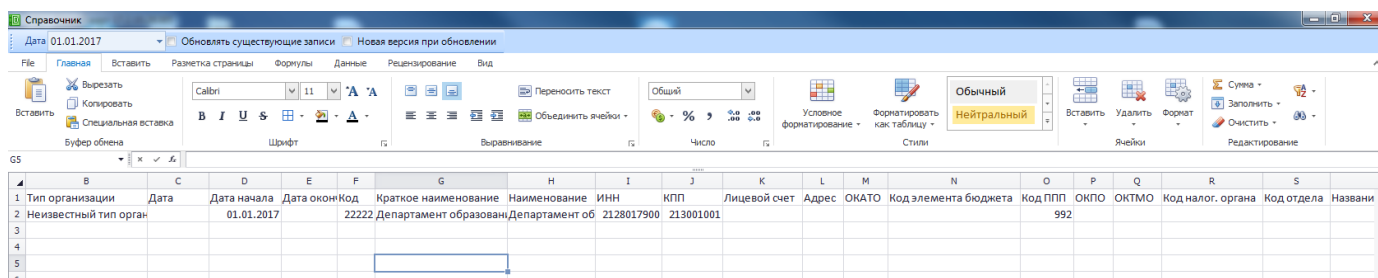 Справочник
Дата 01.01.2017 Обновлять существующие записи Новая версия при обновлении
File Главная Вставить Разметка страницы Формулы Данные Рецензирование Вид
Вставить Вырезать Копировать Специальная вставка
Calibri 11 A A
B I U S A
Переносить текст
Объединить ячейки
Общий
% ,
Условное форматирование
Форматировать как таблицу
Обычный
Нейтральный
Вставить Удалить Формат
Сумма
Заполнить
Очистить
Буфер обмена Шрифт Выравнивание Число Стили Ячейки Редактирование
G5 fx
B C D E F G H I J K L M N O P Q R S
1 Тип организации Дата Дата начала Дата окон Код Краткое наименование Наименование ИНН КПП Лицевой счет Адрес ОКАТО Код элемента бюджета Код ППП ОКПО ОКТМО Код налог. органа Код отдела Названи
2 Неизвестный тип орган 01.01.2017 22222 Департамент образовани Департамент об 2128017900 213001001 992
3
4
5